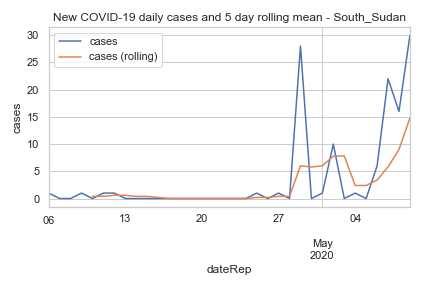 New COVID-19 daily cases and 5 day rolling mean - South_Sudan
cases
cases (rolling)
30
25
20
15
10
5
0
cases
06
13
20
27
04
May
2020
dateRep